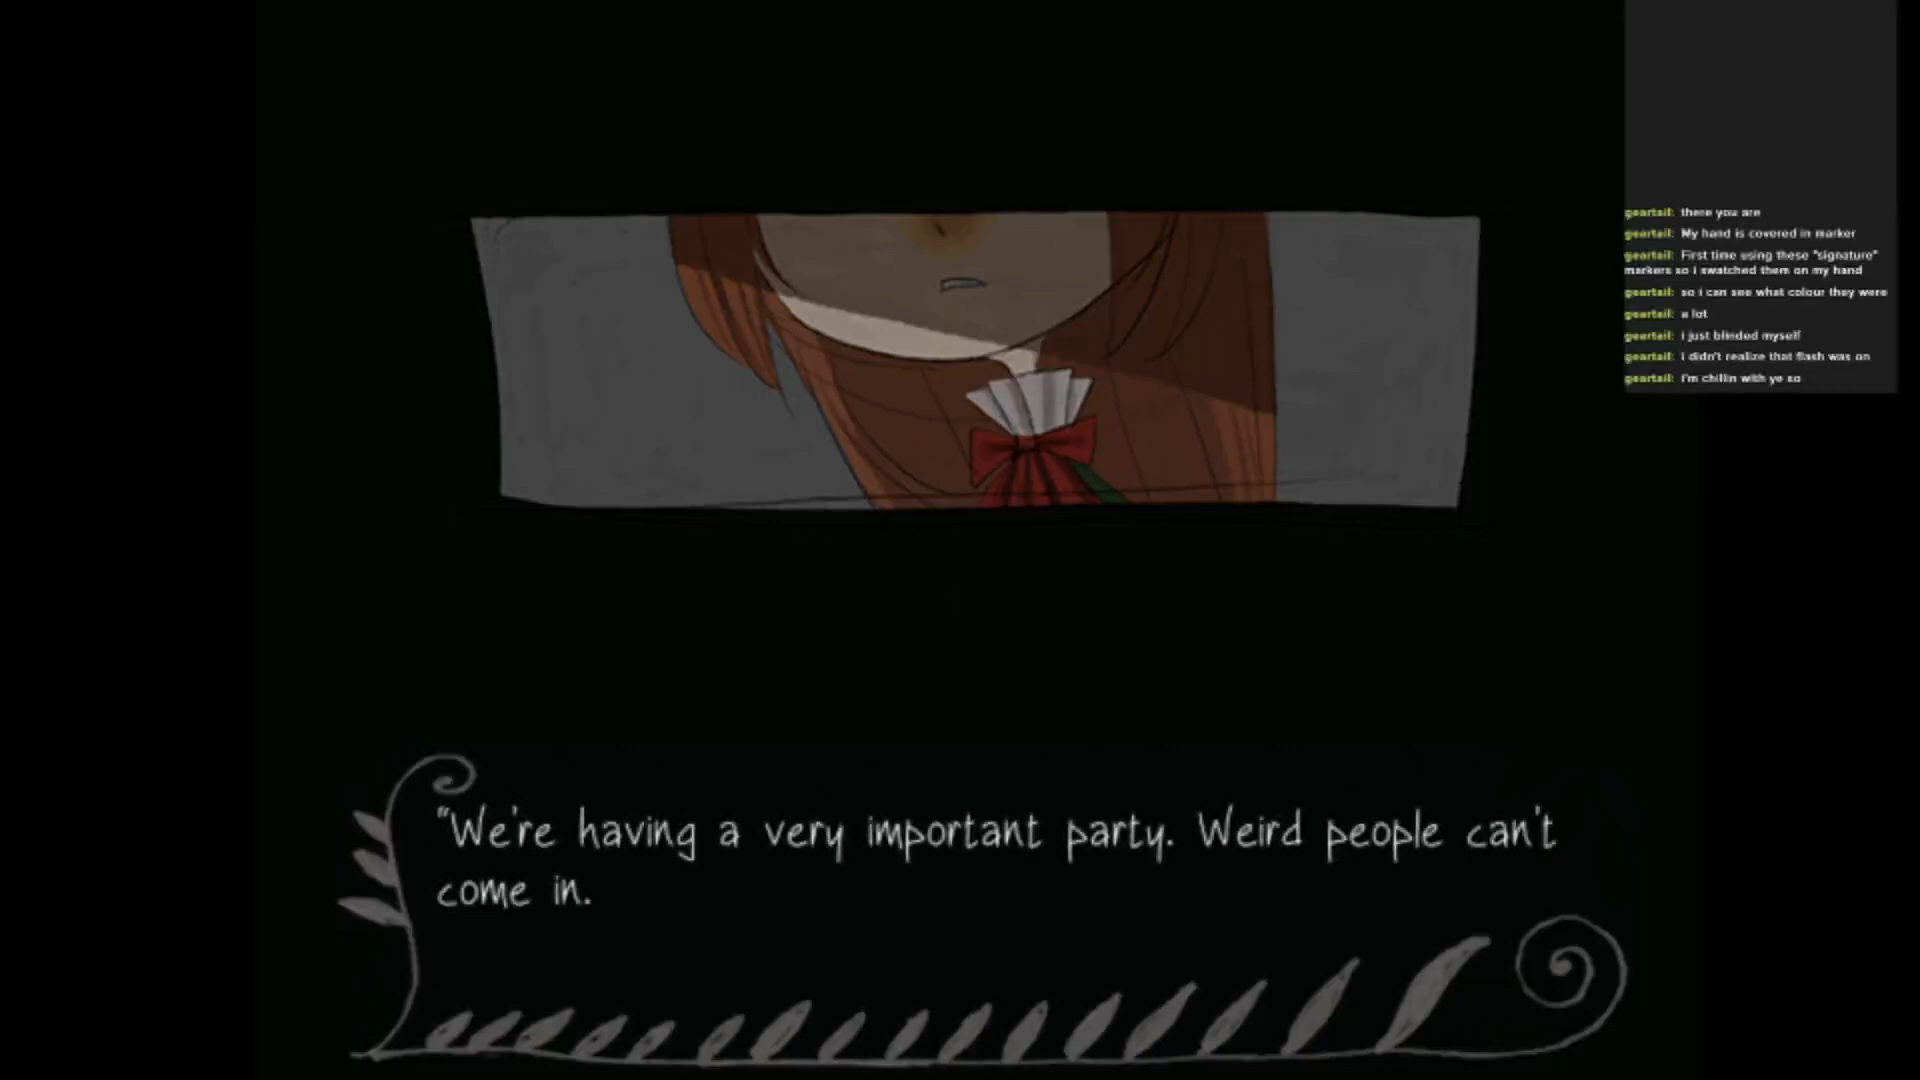 geartail: there you are
geartail: My hand is covered in marker
geartail: First time using these "signature"
markers so i swatched them on my hand
geartail: so i can see what colour they were
geartail: a lot
geartail: i just blinded myself
geartail: i didn't realize that flash was on
geartail: I'm chillin with ye so
"We're having a very important party. Weird people can't
come in.